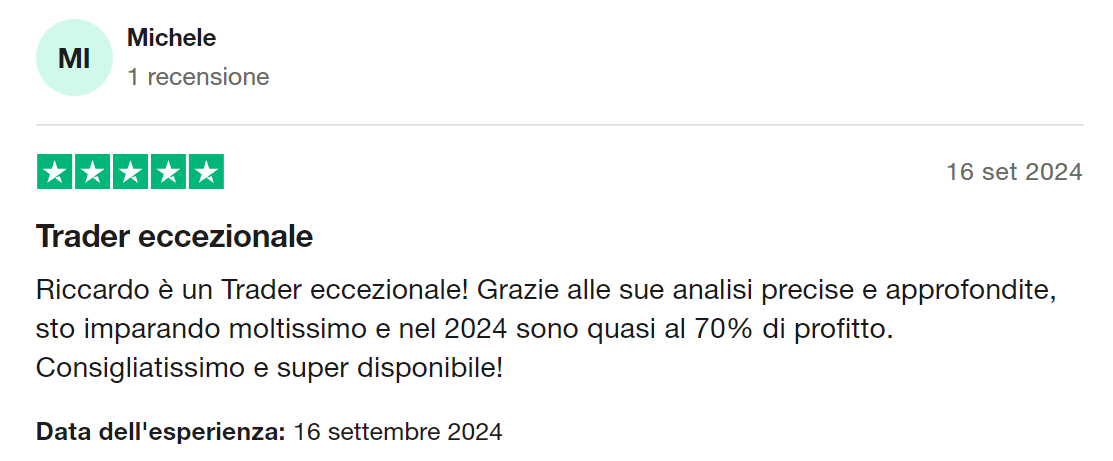 MI
Michele
1 recensione
16 set 2024
Trader eccezionale
Riccardo è un Trader eccezionale! Grazie alle sue analisi precise e approfondite,
sto imparando moltissimo e nel 2024 sono quasi al 70% di profitto.
Consigliatissimo e super disponibile!
Data dell'esperienza: 16 settembre 2024